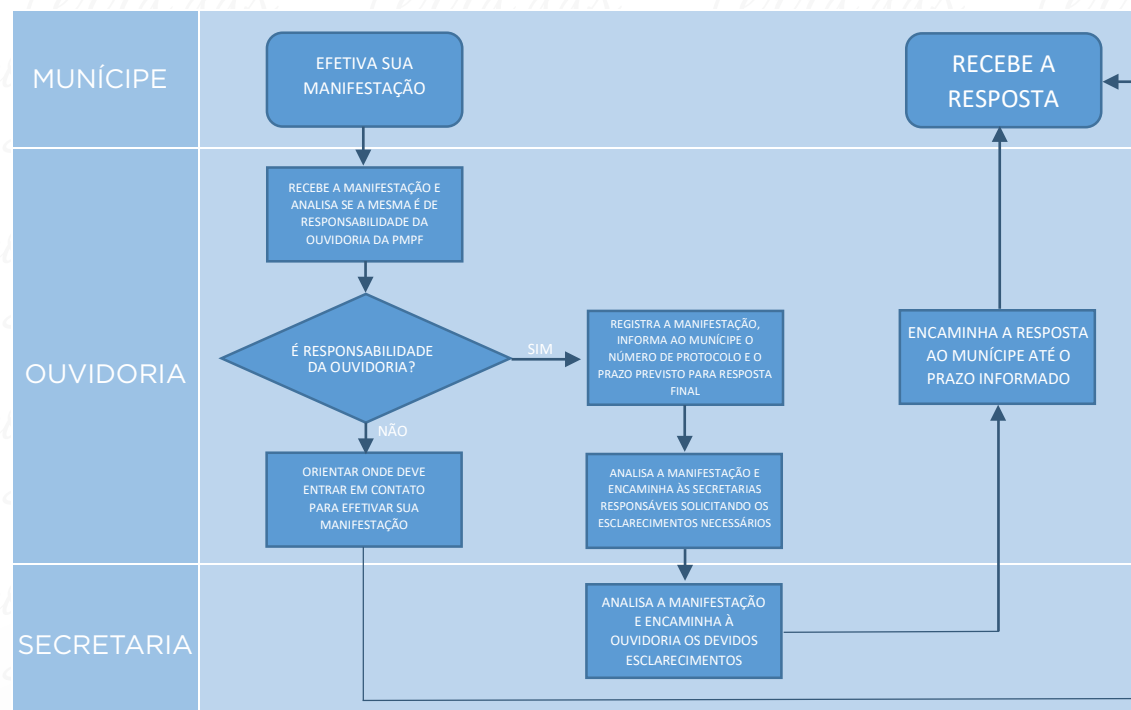 MUNÍCIPE
EFETIVA SUA
MANIFESTAÇÃO
RECEBE A
RESPOSTA
OUVIDORIA
RECEBE A MANIFESTAÇÃO E
ANALISA SE A MESMA É DE
RESPONSABILIDADE DA
OUVIDORIA DA PMPF
É RESPONSABILIDADE
DA OUVIDORIA?
SIM
REGISTRA A MANIFESTAÇÃO,
INFORMA AO MUNÍCIPE O
NÚMERO DE PROTOCOLO E O
PRAZO PREVISTO PARA RESPOSTA
FINAL
ENCAMINHA A RESPOSTA
AO MUNÍCIPE ATÉ O
PRAZO INFORMADO
NÃO
ORIENTAR ONDE DEVE
ENTRAR EM CONTATO
PARA EFETIVAR SUA
MANIFESTAÇÃO
ANALISA A MANIFESTAÇÃO E
ENCAMINHA ÀS SECRETARIAS
RESPONSÁVEIS SOLICITANDO OS
ESCLARECIMENTOS NECESSÁRIOS
SECRETARIA
ANALISA A MANIFESTAÇÃO
E ENCAMINHA À
OUVIDORIA OS DEVIDOS
ESCLARECIMENTOS